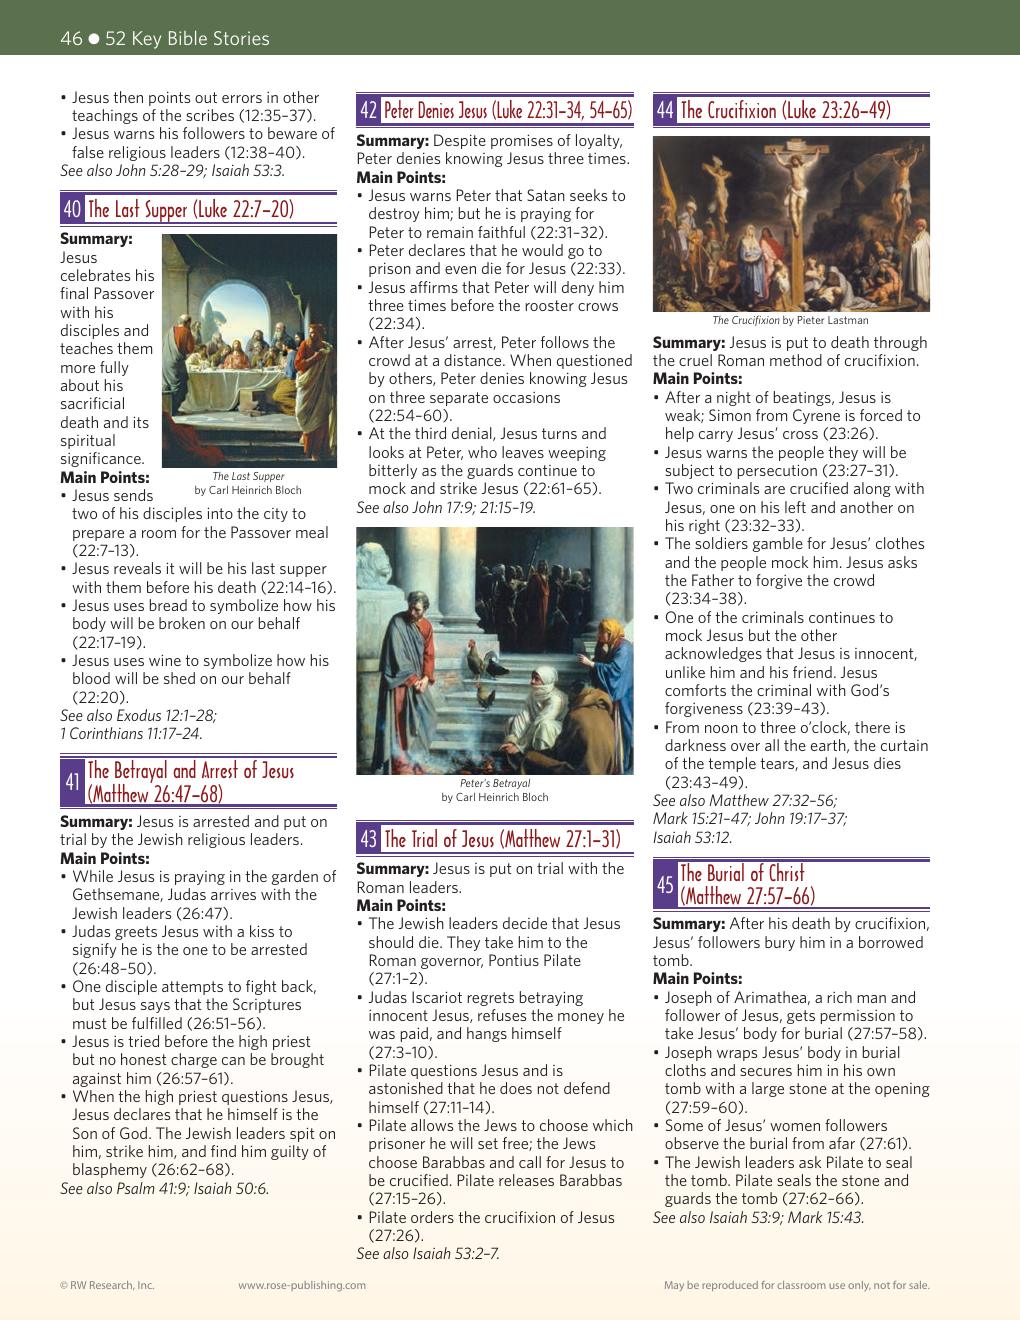 46 ● 52 Key Bible Stories
• Jesus then points out errors in other
teachings of the scribes (12:35–37).
• Jesus warns his followers to beware of
false religious leaders (12:38–40).
See also John 5:28–29; Isaiah 53:3.
40 The Last Supper (Luke 22:7–20)
Summary:
Jesus
celebrates his
final Passover
with his
disciples and
teaches them
more fully
about his
sacrificial
death and its
spiritual
significance.
The Last Supper
by Carl Heinrich Bloch
Main Points:
• Jesus sends
two of his disciples into the city to
prepare a room for the Passover meal
(22:7–13).
• Jesus reveals it will be his last supper
with them before his death (22:14–16).
• Jesus uses bread to symbolize how his
body will be broken on our behalf
(22:17–19).
• Jesus uses wine to symbolize how his
blood will be shed on our behalf
(22:20).
See also Exodus 12:1–28;
1 Corinthians 11:17–24.
41 The Betrayal and Arrest of Jesus
(Matthew 26:47–68)
Summary: Jesus is arrested and put on
trial by the Jewish religious leaders.
Main Points:
• While Jesus is praying in the garden of
Gethsemane, Judas arrives with the
Jewish leaders (26:47).
• Judas greets Jesus with a kiss to
signify he is the one to be arrested
(26:48–50).
• One disciple attempts to fight back,
but Jesus says that the Scriptures
must be fulfilled (26:51–56).
• Jesus is tried before the high priest
but no honest charge can be brought
against him (26:57–61).
• When the high priest questions Jesus,
Jesus declares that he himself is the
Son of God. The Jewish leaders spit on
him, strike him, and find him guilty of
blasphemy (26:62–68).
See also Psalm 41:9; Isaiah 50:6.
42 Peter Denies Jesus (Luke 22:31–34, 54–65)
Summary: Despite promises of loyalty,
Peter denies knowing Jesus three times.
Main Points:
• Jesus warns Peter that Satan seeks to
destroy him; but he is praying for
Peter to remain faithful (22:31–32).
• Peter declares that he would go to
prison and even die for Jesus (22:33).
• Jesus affirms that Peter will deny him
three times before the rooster crows
(22:34).
• After Jesus’ arrest, Peter follows the
crowd at a distance. When questioned
by others, Peter denies knowing Jesus
on three separate occasions
(22:54–60).
• At the third denial, Jesus turns and
looks at Peter, who leaves weeping
bitterly as the guards continue to
mock and strike Jesus (22:61–65).
See also John 17:9; 21:15–19.
Peter’s Betrayal
by Carl Heinrich Bloch
43 The Trial of Jesus (Matthew 27:1–31)
Summary: Jesus is put on trial with the
Roman leaders.
Main Points:
• The Jewish leaders decide that Jesus
should die. They take him to the
Roman governor, Pontius Pilate
(27:1–2).
• Judas Iscariot regrets betraying
innocent Jesus, refuses the money he
was paid, and hangs himself
(27:3–10).
• Pilate questions Jesus and is
astonished that he does not defend
himself (27:11–14).
• Pilate allows the Jews to choose which
prisoner he will set free; the Jews
choose Barabbas and call for Jesus to
be crucified. Pilate releases Barabbas
(27:15–26).
• Pilate orders the crucifixion of Jesus
(27:26).
See also Isaiah 53:2–7.
44 The Crucifixion (Luke 23:26–49)
The Crucifixion by Pieter Lastman
Summary: Jesus is put to death through
the cruel Roman method of crucifixion.
Main Points:
• After a night of beatings, Jesus is
weak; Simon from Cyrene is forced to
help carry Jesus’ cross (23:26).
• Jesus warns the people they will be
subject to persecution (23:27–31).
• Two criminals are crucified along with
Jesus, one on his left and another on
his right (23:32–33).
• The soldiers gamble for Jesus’ clothes
and the people mock him. Jesus asks
the Father to forgive the crowd
(23:34–38).
• One of the criminals continues to
mock Jesus but the other
acknowledges that Jesus is innocent,
unlike him and his friend. Jesus
comforts the criminal with God’s
forgiveness (23:39–43).
• From noon to three o’clock, there is
darkness over all the earth, the curtain
of the temple tears, and Jesus dies
(23:43–49).
See also Matthew 27:32–56;
Mark 15:21–47; John 19:17–37;
Isaiah 53:12.
45 The Burial of Christ
(Matthew 27:57–66)
Summary: After his death by crucifixion,
Jesus’ followers bury him in a borrowed
tomb.
Main Points:
• Joseph of Arimathea, a rich man and
follower of Jesus, gets permission to
take Jesus’ body for burial (27:57–58).
• Joseph wraps Jesus’ body in burial
cloths and secures him in his own
tomb with a large stone at the opening
(27:59–60).
• Some of Jesus’ women followers
observe the burial from afar (27:61).
• The Jewish leaders ask Pilate to seal
the tomb. Pilate seals the stone and
guards the tomb (27:62–66).
See also Isaiah 53:9; Mark 15:43.
© RW Research, Inc. www.rose-publishing.com May be reproduced for classroom use only, not for sale.